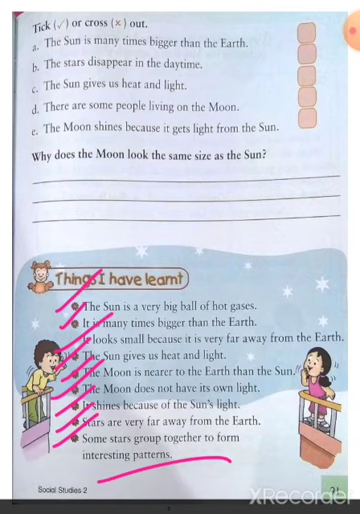 Tick (✓) or cross (×) out.
a. The Sun is many times bigger than the Earth.
b. The stars disappear in the daytime.
c. The Sun gives us heat and light.
d. There are some people living on the Moon.
e. The Moon shines because it gets light from the Sun.
Why does the Moon look the same size as the Sun?
Things I have learnt
The Sun is a very big ball of hot gases.
It is many times bigger than the Earth.
It looks small because it is very far away from the Earth.
The Sun gives us heat and light.
The Moon is nearer to the Earth than the Sun.
The Moon does not have its own light.
It shines because of the Sun's light.
Stars are very far away from the Earth.
Some stars group together to form
interesting patterns.
Social Studies 2
XRecorder